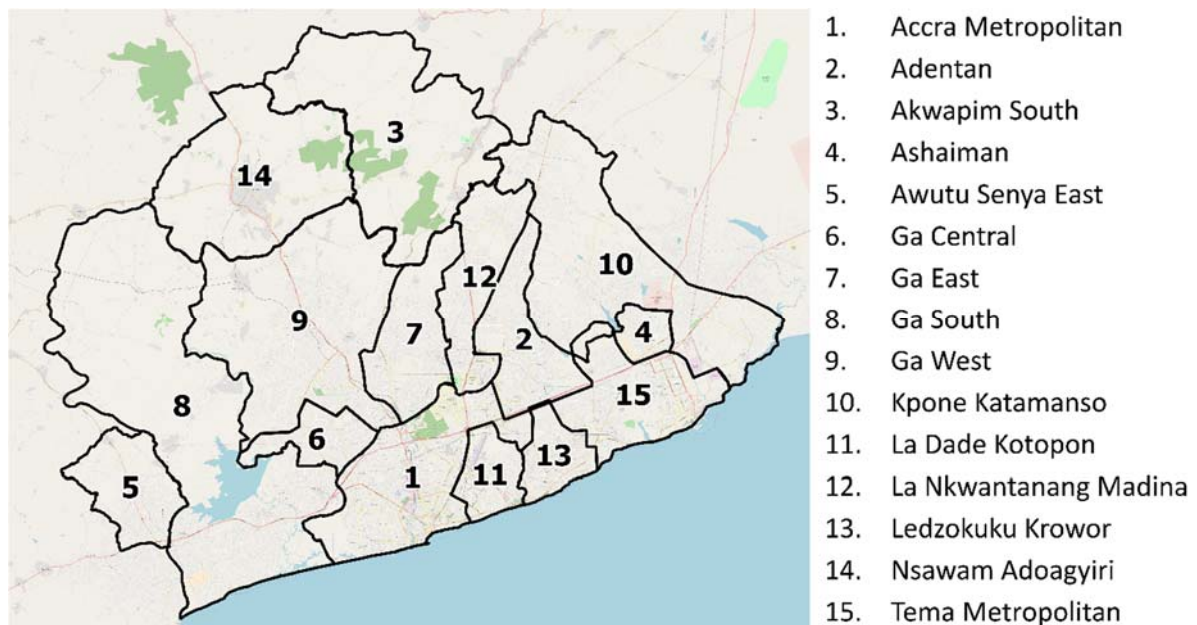 1. Accra Metropolitan
2. Adentan
3. Akwapim South
4. Ashaiman
5. Awutu Senya East
6. Ga Central
7. Ga East
8. Ga South
9. Ga West
10. Kpone Katamanso
11. La Dade Kotopon
12. La Nkwantanang Madina
13. Ledzokuku Krowor
14. Nsawam Adoagyiri
15. Tema Metropolitan
3
14
12
10
9
7
2
4
8
15
6
13
5
1
11